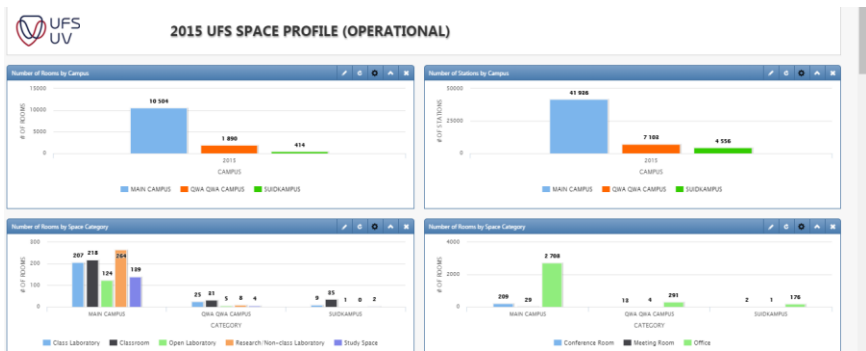 UFS
UV
2015 UFS SPACE PROFILE (OPERATIONAL)
Number of Rooms by Campus
15000
10000
5000
0
# OF ROOMS
10 504
1 890
414
2015
CAMPUS
MAIN CAMPUS QWA QWA CAMPUS SUIDKAMPUS
Number of Stations by Campus
50000
25000
0
# OF STATIONS
41 926
7 103
4 556
2015
CAMPUS
MAIN CAMPUS QWA QWA CAMPUS SUIDKAMPUS
Number of Rooms by Space Category
300
200
100
0
# OF ROOMS
207 218 124 264 139
25 31 5 8 4
9 35 1 0 2
MAIN CAMPUS QWA QWA CAMPUS SUIDKAMPUS
CATEGORY
Class Laboratory Classroom Open Laboratory Research/Non-class Laboratory Study Space
Number of Rooms by Space Category
4000
2000
0
# OF ROOMS
209 29 2 708
13 4 291
2 1 176
MAIN CAMPUS QWA QWA CAMPUS SUIDKAMPUS
CATEGORY
Conference Room Meeting Room Office